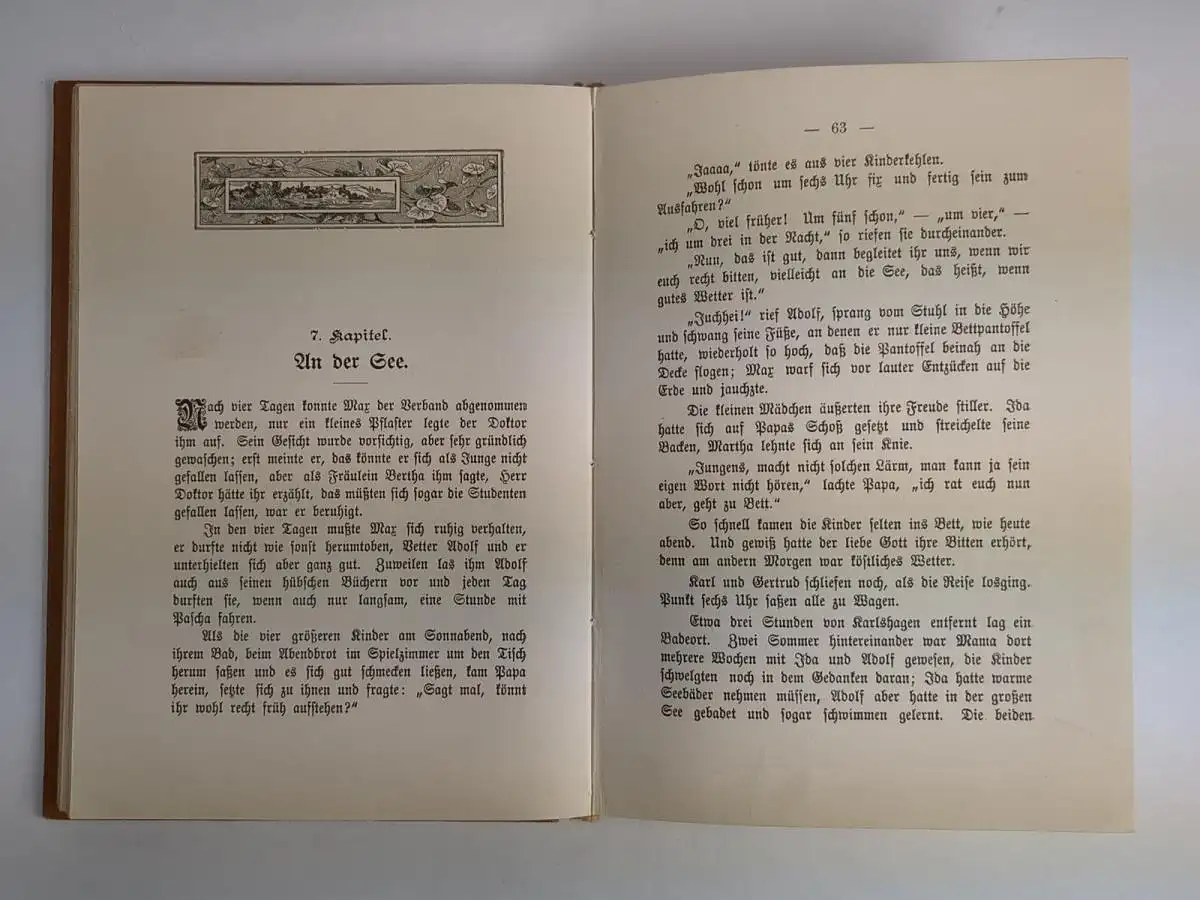 7. Kapitel.
An der See.
Nach vier Tagen konnte Max der Verband abgenommen
werden, nur ein kleines Pflaster legte der Doktor
ihm auf. Sein Gesicht wurde vorsichtig, aber sehr gründlich
gewaschen; erst meinte er, das könnte er sich als Junge nicht
gefallen lassen, aber als Fräulein Bertha ihm sagte, Herr
Doktor hätte ihr erzählt, das müßten sich sogar die Studenten
gefallen lassen, war er beruhigt.
In den vier Tagen mußte Max sich ruhig verhalten,
er durfte nicht wie sonst herumtoben, Vetter Adolf und er
unterhielten sich aber ganz gut. Zuweilen las ihm Adolf
auch aus seinen hübschen Büchern vor und jeden Tag
durften sie, wenn auch nur langsam, eine Stunde mit
Pascha fahren.
Als die vier größeren Kinder am Sonnabend, nach
ihrem Bad, beim Abendbrot im Spielzimmer um den Tisch
herum saßen und es sich gut schmecken ließen, kam Papa
herein, setzte sich zu ihnen und fragte: „Sagt mal, könnt
ihr wohl recht früh aufstehen?“
— 63 —
„Jaaaa,“ tönte es aus vier Kinderkehlen.
„Wohl schon um sechs Uhr fix und fertig sein zum
Ausfahren?“
„O, viel früher! Um fünf schon,“ — „um vier,“ —
„ich um drei in der Nacht,“ so riefen sie durcheinander.
„Nun, das ist gut, dann begleitet ihr uns, wenn wir
euch recht bitten, vielleicht an die See, das heißt, wenn
gutes Wetter ist.“
„Juchhei!“ rief Adolf, sprang vom Stuhl in die Höhe
und schwang seine Füße, an denen er nur kleine Bettpantoffel
hatte, wiederholt so hoch, daß die Pantoffel beinah an die
Decke flogen; Max warf sich vor lauter Entzücken auf die
Erde und jauchzte.
Die kleinen Mädchen äußerten ihre Freude stiller. Ida
hatte sich auf Papas Schoß gesetzt und streichelte seine
Backen, Martha lehnte sich an sein Knie.
„Jungens, macht nicht solchen Lärm, man kann ja sein
eigen Wort nicht hören,“ lachte Papa, „ich rat euch nun
aber, geht zu Bett.“
So schnell kamen die Kinder selten ins Bett, wie heute
abend. Und gewiß hatte der liebe Gott ihre Bitten erhört,
denn am andern Morgen war köstliches Wetter.
Karl und Gertrud schliefen noch, als die Reise losging.
Punkt sechs Uhr saßen alle zu Wagen.
Etwa drei Stunden von Karlshagen entfernt lag ein
Badeort. Zwei Sommer hintereinander war Mama dort
mehrere Wochen mit Ida und Adolf gewesen, die Kinder
schwelgten noch in dem Gedanken daran; Ida hatte warme
Seebäder nehmen müssen, Adolf aber hatte in der großen
See gebadet und sogar schwimmen gelernt. Die beiden